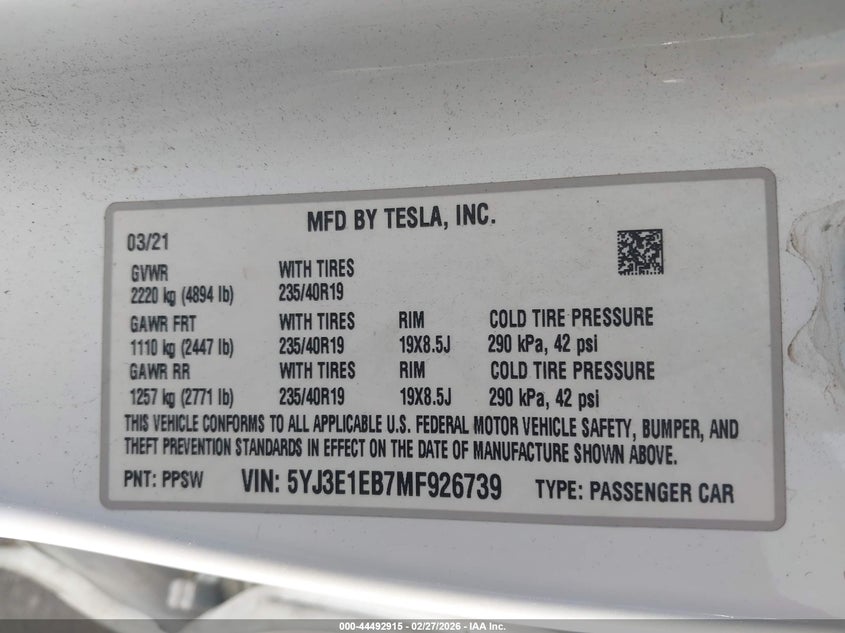 MFD BY TESLA, INC.
03/21
GVWR WITH TIRES
2220 kg (4894 lb) 235/40R19
GAWR FRT WITH TIRES RIM COLD TIRE PRESSURE
1110 kg (2447 lb) 235/40R19 19X8.5J 290 kPa, 42 psi
GAWR RR WITH TIRES RIM COLD TIRE PRESSURE
1257 kg (2771 lb) 235/40R19 19X8.5J 290 kPa, 42 psi
THIS VEHICLE CONFORMS TO ALL APPLICABLE U.S. FEDERAL MOTOR VEHICLE SAFETY, BUMPER, AND
THEFT PREVENTION STANDARDS IN EFFECT ON THE DATE OF MANUFACTURE SHOWN ABOVE.
PNT: PPSW VIN: 5YJ3E1EB7MF926739 TYPE: PASSENGER CAR
000-44492915 - 02/27/2026 - IAA Inc.